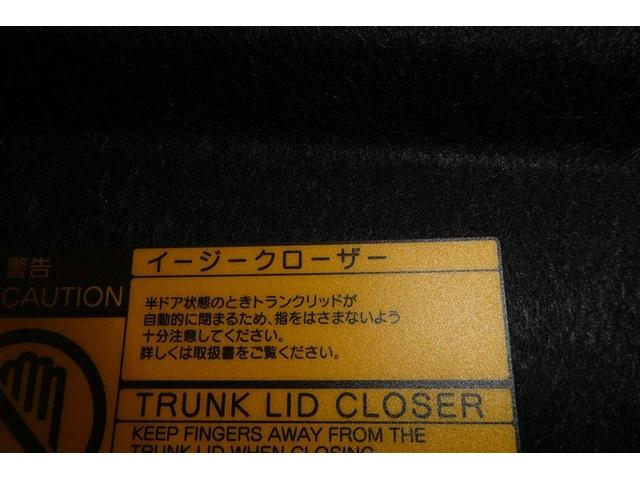 警告
CAUTION
イージークローザー
半ドア状態のときトランクリッドが
自動的に閉まるため、指をはさまないよう
十分注意してください。
詳しくは取扱書をご覧ください。
TRUNK LID CLOSER
KEEP FINGERS AWAY FROM THE
TRUNK LID WHEN CLOSING